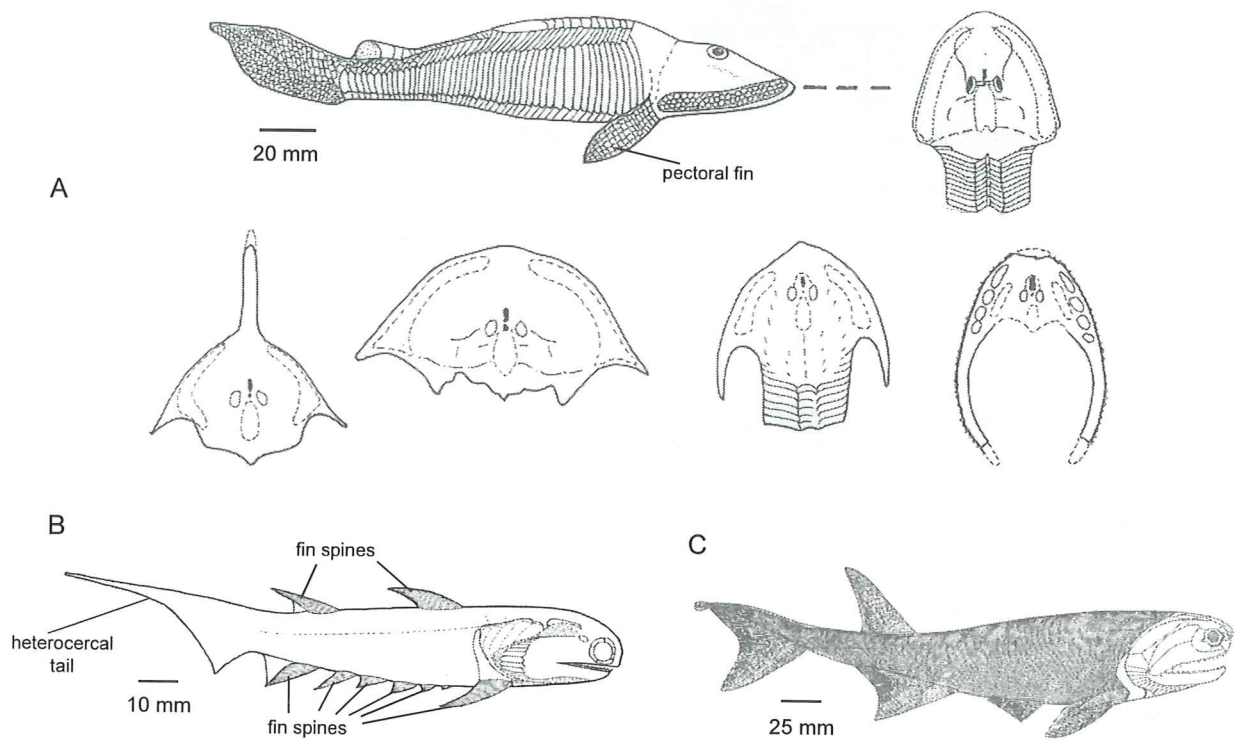 20 mm
pectoral fin
A
B
fin spines
heterocercal
tail
10 mm
fin spines
C
25 mm